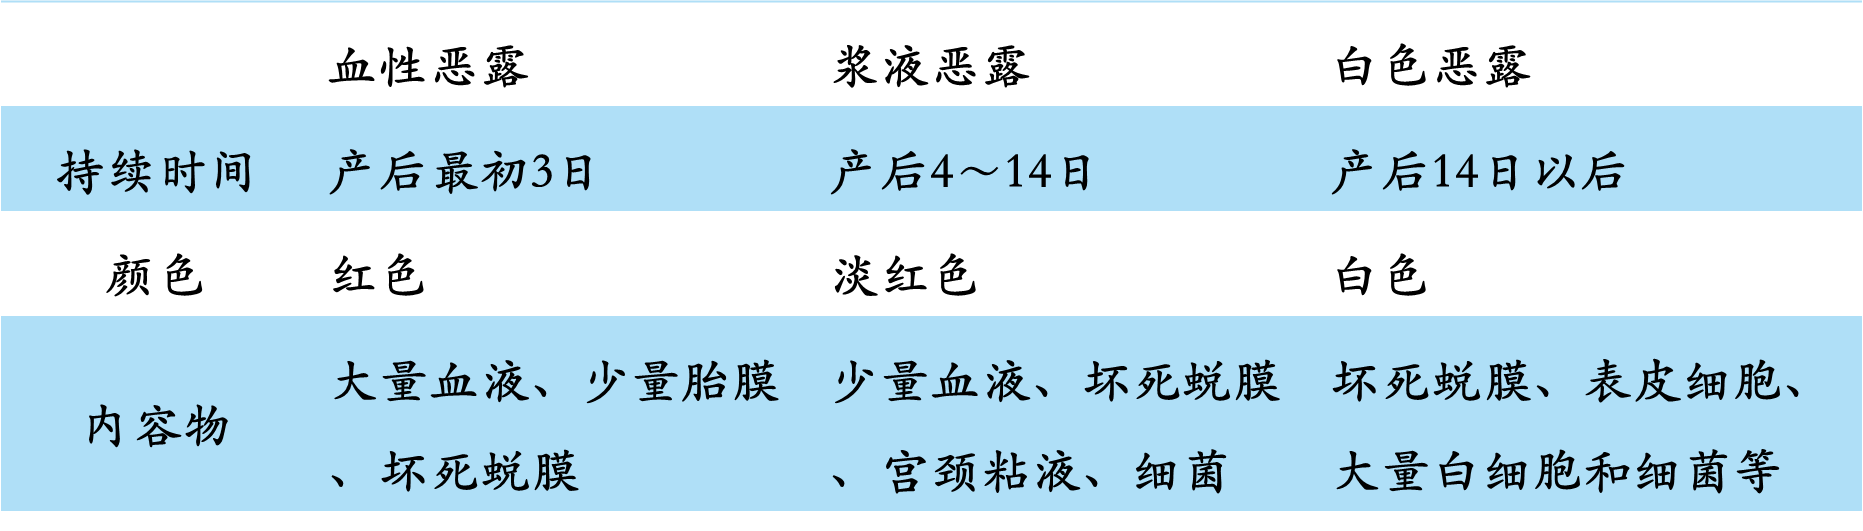 血性恶露 浆液恶露 白色恶露
持续时间 产后最初3日 产后4～14日 产后14日以后
颜色 红色 淡红色 白色
内容物
大量血液、少量胎膜
、坏死蜕膜
少量血液、坏死蜕膜
、宫颈粘液、细菌
坏死蜕膜、表皮细胞、
大量白细胞和细菌等